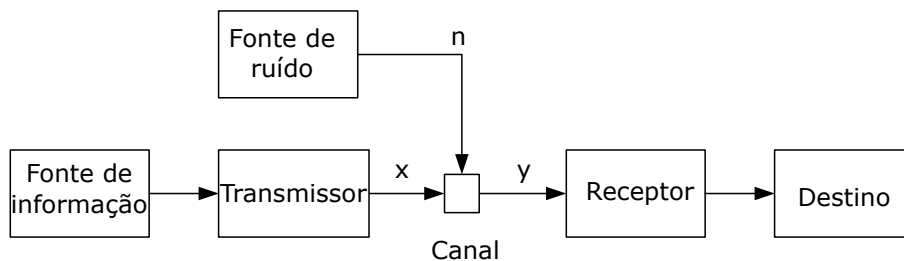 Fonte de
ruído
n
Fonte de
informação
Transmissor
x
y
Receptor
Destino
Canal